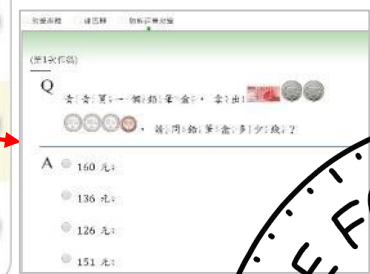 (第1次作答)
Q
青青買一個鉛筆盒, 拿出
。 請問鉛筆盒多少錢?
A
160 元
136 元
126 元
151 元
E F